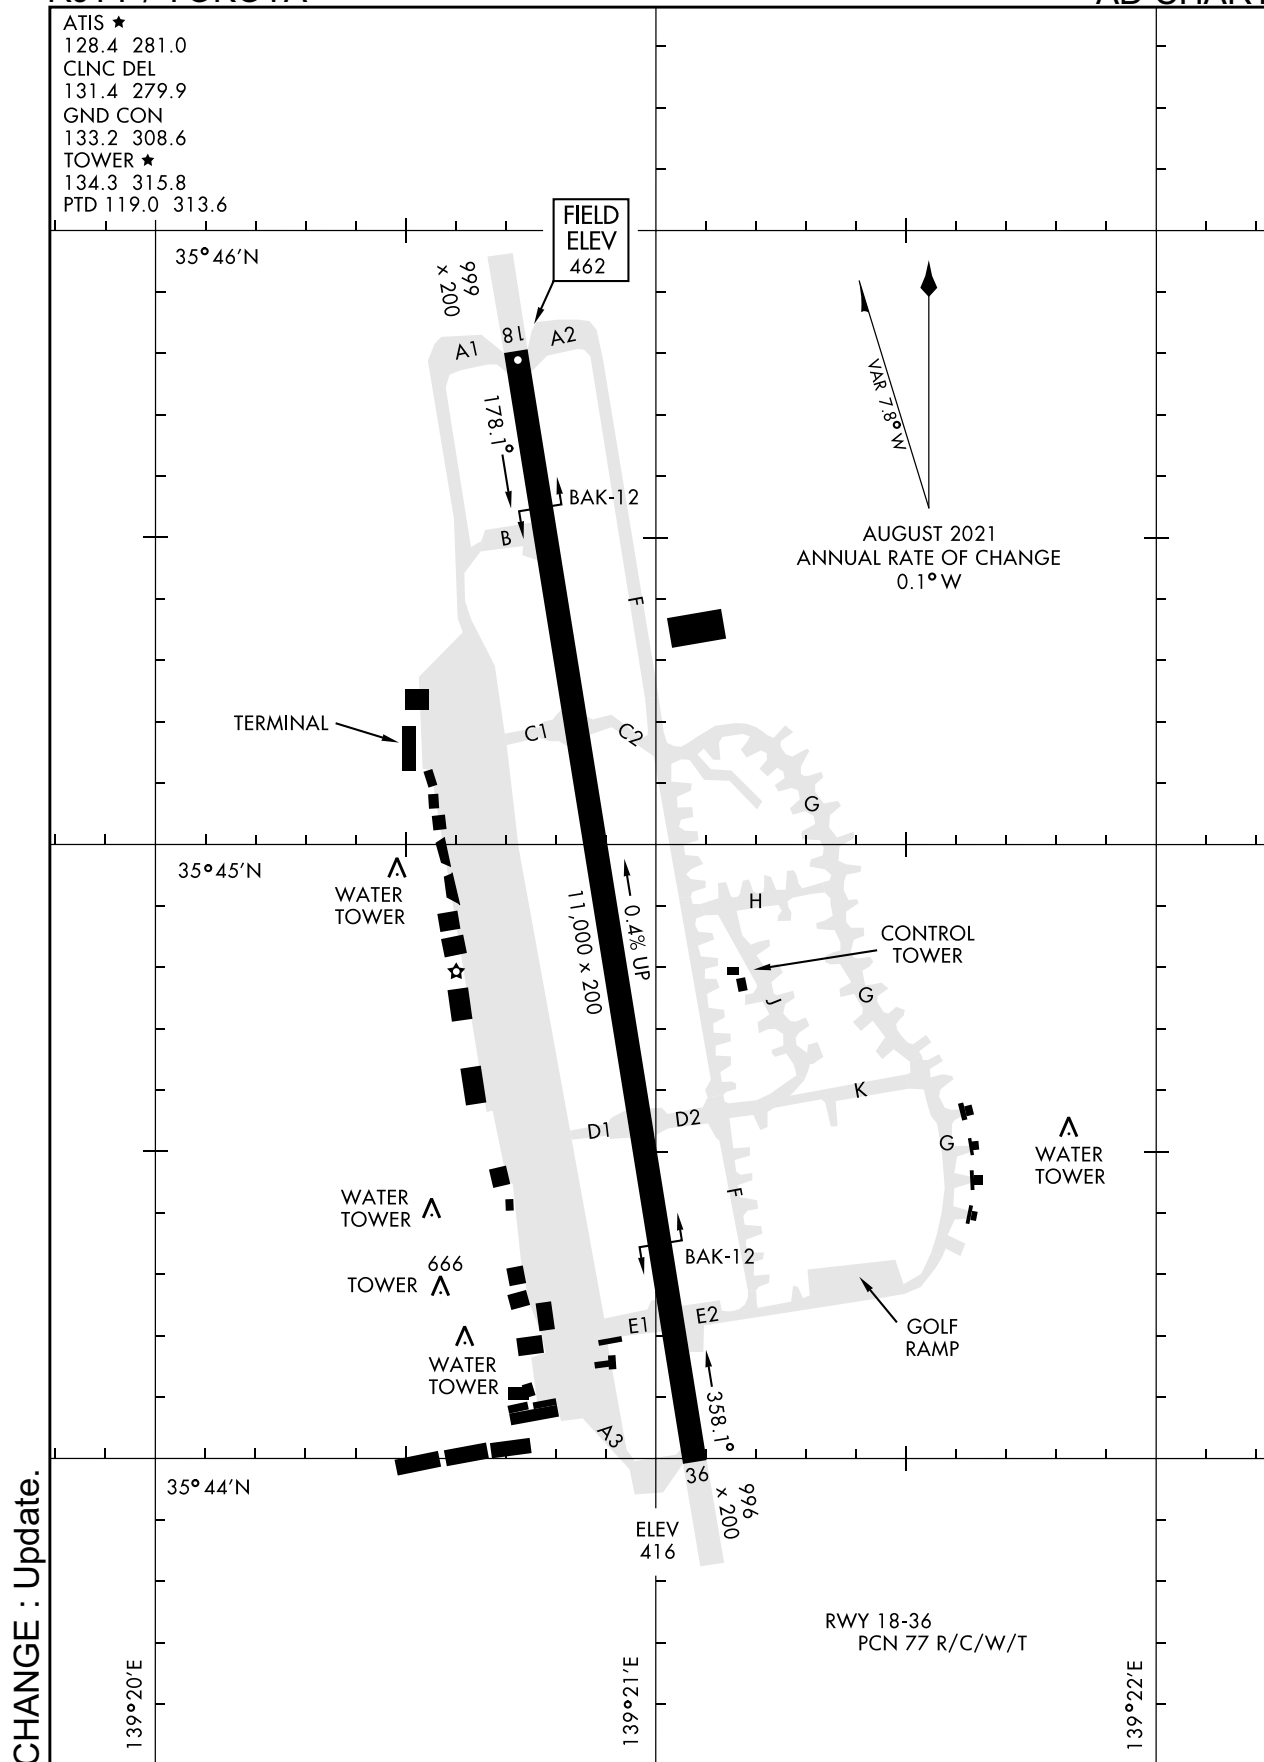 ATIS ★
128.4 281.0
CLNC DEL
131.4 279.9
GND CON
133.2 308.6
TOWER ★
134.3 315.8
PTD 119.0 313.6
FIELD
ELEV
462
35°46'N
999
x 200
18
A1
A2
178.1°
VAR 7.8° W
BAK-12
B
AUGUST 2021
ANNUAL RATE OF CHANGE
0.1° W
F
TERMINAL
C1
C2
G
35°45'N
WATER
TOWER
H
11,000 x 200
0.4% UP
CONTROL
TOWER
J
G
K
D1
D2
G
WATER
TOWER
WATER
TOWER
F
BAK-12
666
TOWER
E1
E2
GOLF
RAMP
WATER
TOWER
358.1°
A3
36
35°44'N
996
x 200
ELEV
416
CHANGE : Update.
RWY 18-36
PCN 77 R/C/W/T
139°20'E
139°21'E
139°22'E